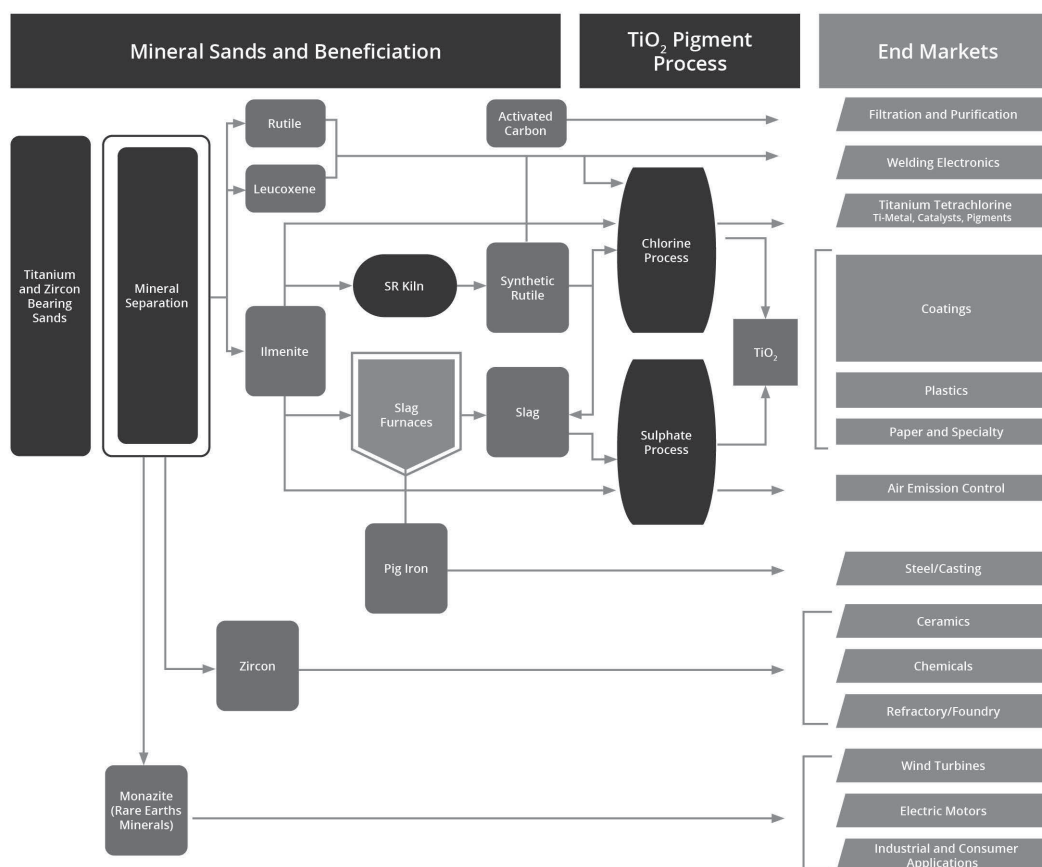 Mineral Sands and Beneficiation
TiO₂ Pigment
Process
End Markets
Rutile
Activated
Carbon
Filtration and Purification
Leucoxene
Welding Electronics
Titanium Tetrachlorine
Ti-Metal, Catalysts, Pigments
Titanium
and Zircon
Bearing
Sands
Mineral
Separation
SR Kiln
Synthetic
Rutile
Chlorine
Process
Coatings
Ilmenite
TiO₂
Slag
Furnaces
Slag
Sulphate
Process
Plastics
Paper and Specialty
Air Emission Control
Pig Iron
Steel/Casting
Ceramics
Zircon
Chemicals
Refractory/Foundry
Wind Turbines
Monazite
(Rare Earths
Minerals)
Electric Motors
Industrial and Consumer
Applications